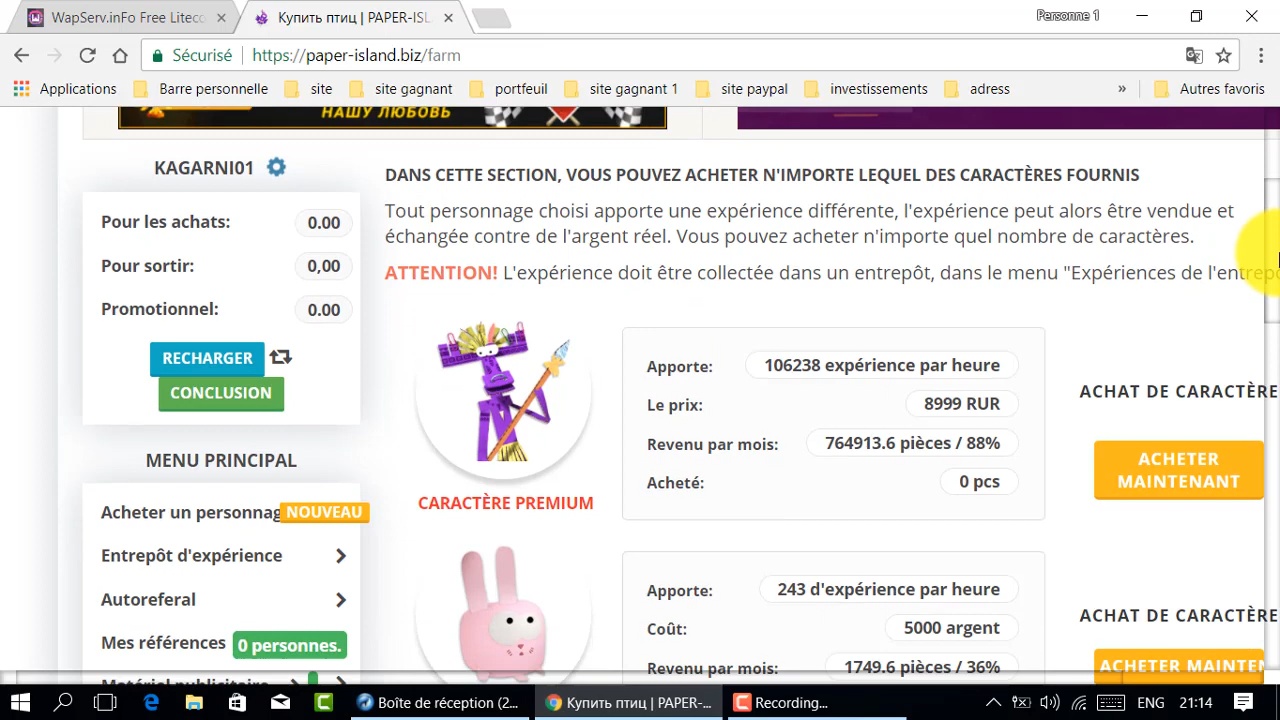 WapServ.inFo Free Liteco
Купить птиц | PAPER-ISL
Personne 1
Sécurisé
https://paper-island.biz/farm
Applications
Barre personnelle
site
site gagnant
portfeuil
site gagnant 1
site paypal
investissements
adress
»
Autres favoris
НАШУ ЛЮБОВЬ
KAGARNI01
Pour les achats: 0.00
Pour sortir: 0,00
Promotionnel: 0.00
RECHARGER
CONCLUSION
MENU PRINCIPAL
Acheter un personnag NOUVEAU
Entrepôt d'expérience
Autoreferal
Mes références 0 personnes.
Matériel publicitaire
DANS CETTE SECTION, VOUS POUVEZ ACHETER N'IMPORTE LEQUEL DES CARACTÈRES FOURNIS
Tout personnage choisi apporte une expérience différente, l'expérience peut alors être vendue et
échangée contre de l'argent réel. Vous pouvez acheter n'importe quel nombre de caractères.
ATTENTION! L'expérience doit être collectée dans un entrepôt, dans le menu "Expériences de l'entrepô
CARACTÈRE PREMIUM
Apporte: 106238 expérience par heure
Le prix: 8999 RUR
Revenu par mois: 764913.6 pièces / 88%
Acheté: 0 pcs
ACHAT DE CARACTÈRE
ACHETER
MAINTENANT
Apporte: 243 d'expérience par heure
Coût: 5000 argent
Revenu par mois: 1749.6 pièces / 36%
ACHAT DE CARACTÈRE
ACHETER MAINTEN
Boîte de réception (2...
Купить птиц | PAPER-...
Recording...
ENG
21:14